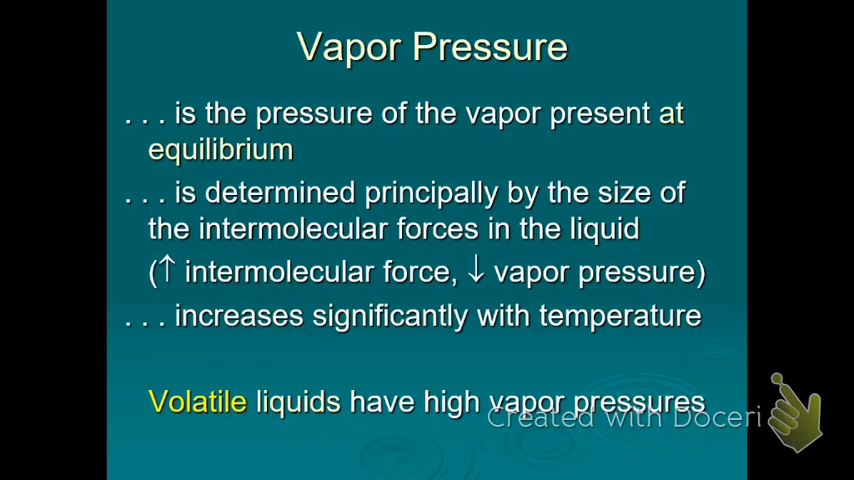 Vapor Pressure
. . . is the pressure of the vapor present at
equilibrium
. . . is determined principally by the size of
the intermolecular forces in the liquid
(↑ intermolecular force, ↓ vapor pressure)
. . . increases significantly with temperature
Volatile liquids have high vapor pressures
Created with Doceri